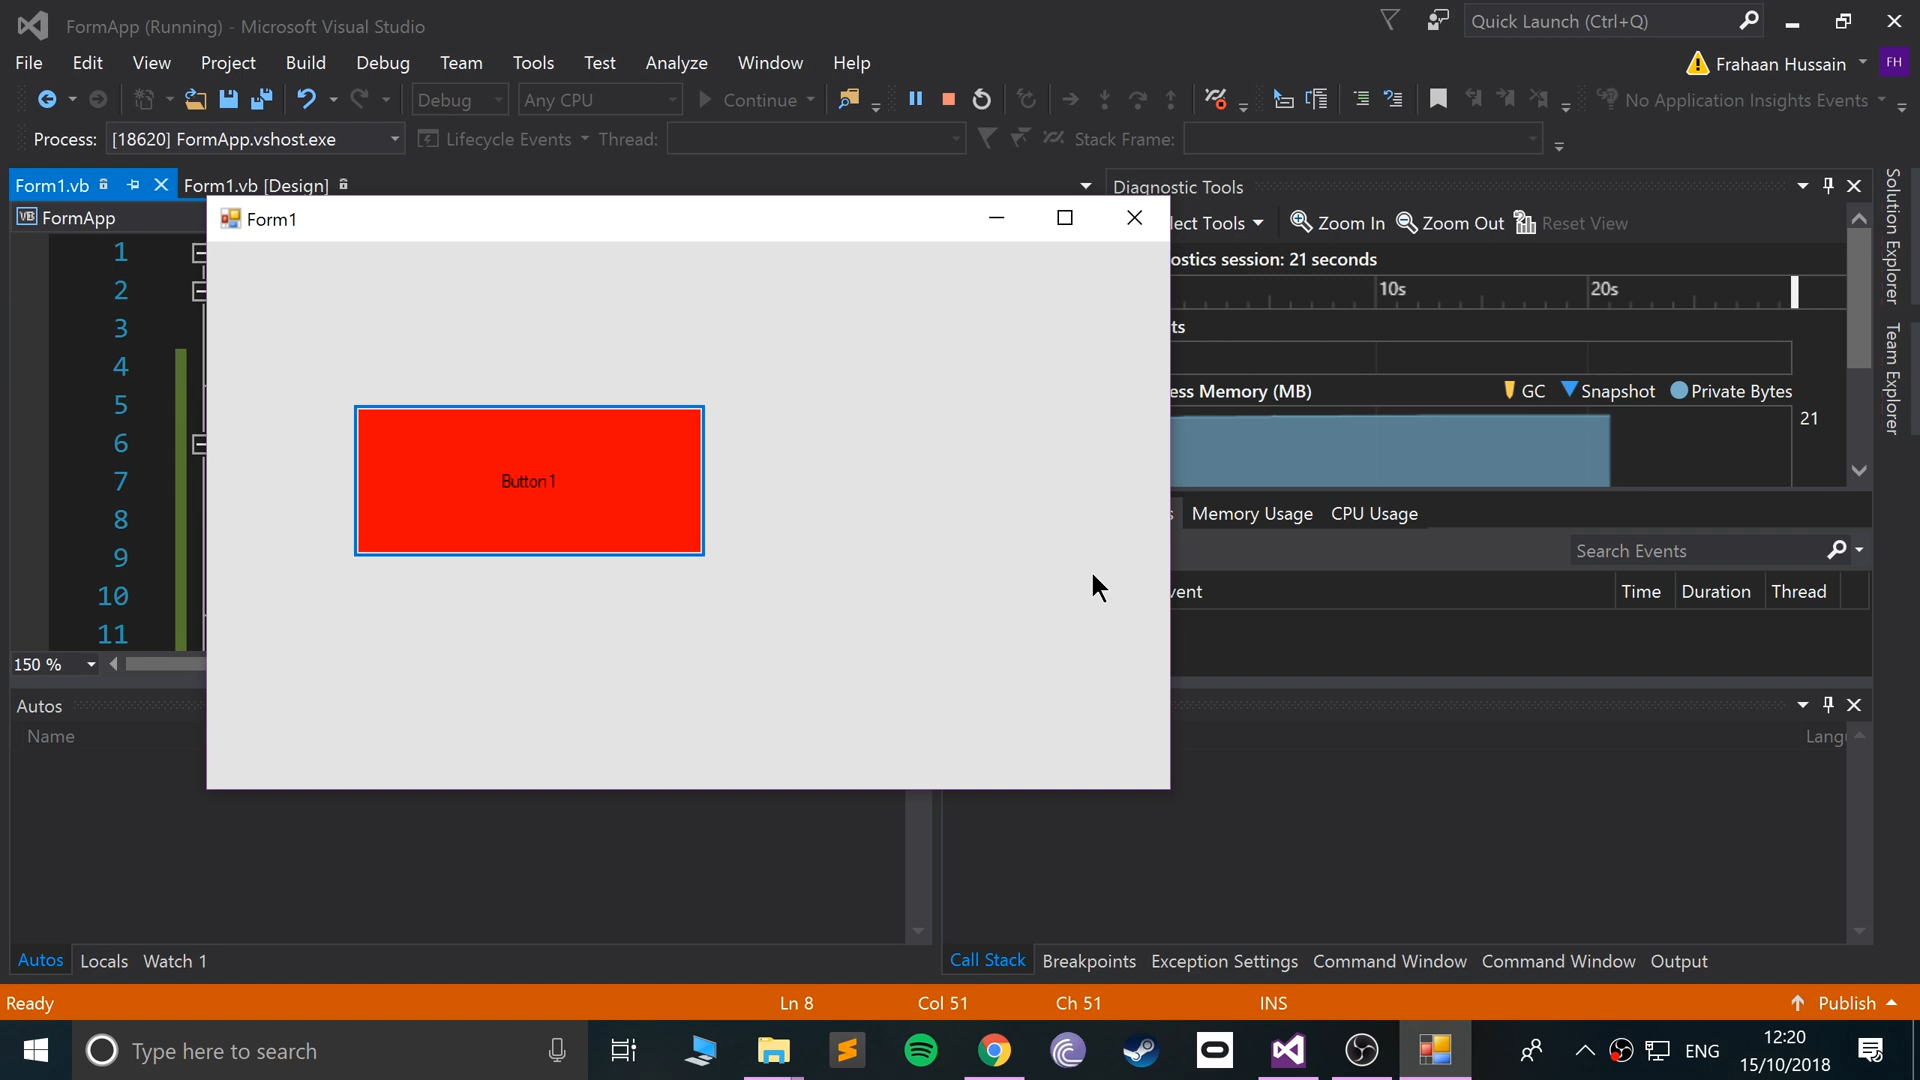 FormApp (Running) - Microsoft Visual Studio
Quick Launch (Ctrl+Q)
File Edit View Project Build Debug Team Tools Test Analyze Window Help
Frahaan Hussain FH
Debug Any CPU Continue No Application Insights Events
Process: [18620] FormApp.vshost.exe Lifecycle Events Thread: Stack Frame:
Form1.vb Form1.vb [Design]
Diagnostic Tools
VB FormApp
Form1
lect Tools Zoom In Zoom Out Reset View
ostics session: 21 seconds
10s 20s
ts
ess Memory (MB) GC Snapshot Private Bytes
21
1
2
3
4
5
6
7
8
9
10
11
Button1
s Memory Usage CPU Usage
Search Events
vent Time Duration Thread
150 %
Autos
Name
Langu
Autos Locals Watch 1
Call Stack Breakpoints Exception Settings Command Window Command Window Output
Solution Explorer
Team Explorer
Ready Ln 8 Col 51 Ch 51 INS Publish
Type here to search
ENG
12:20
15/10/2018